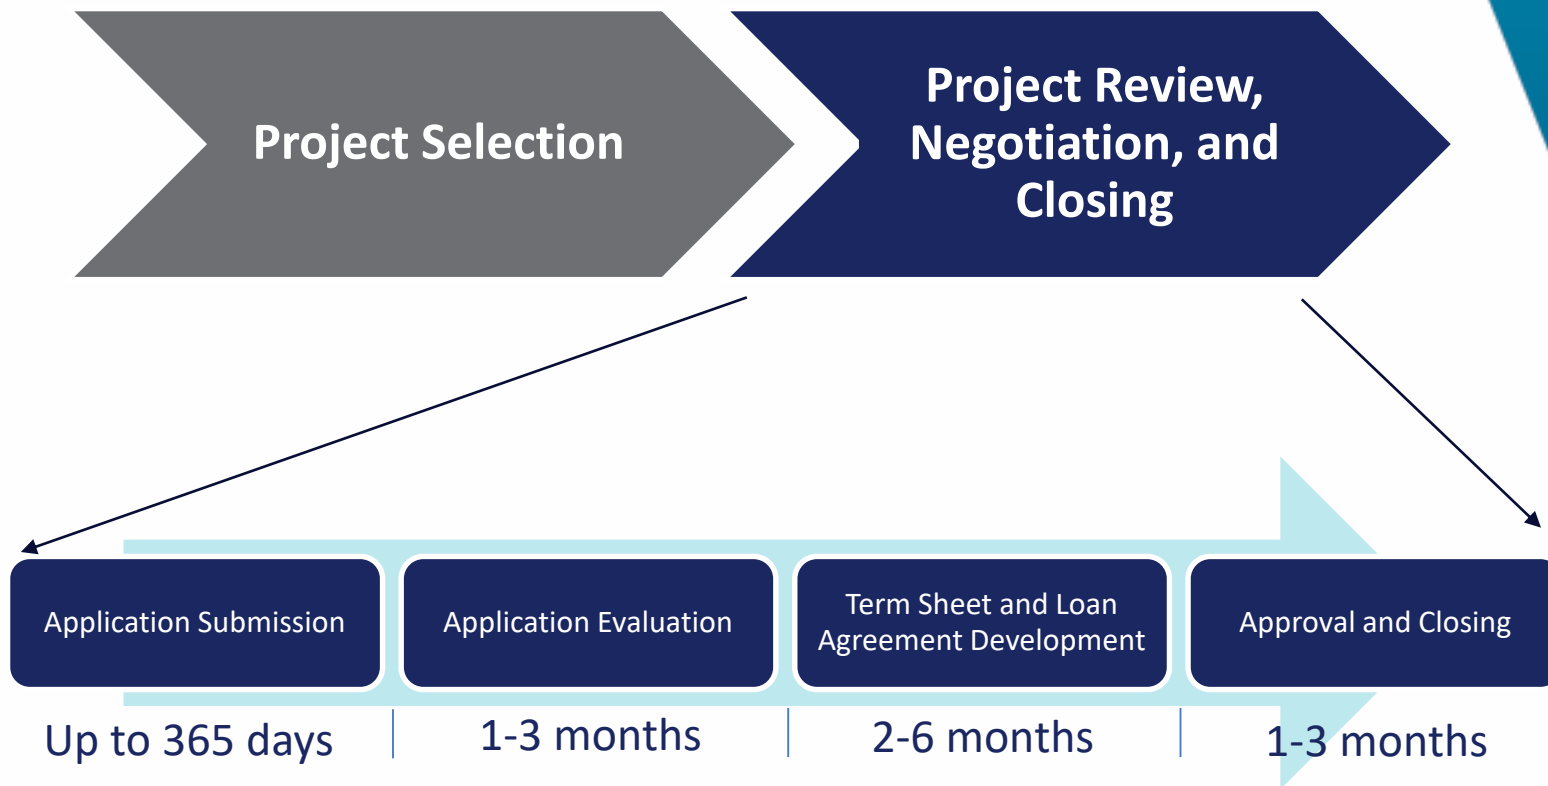 Project Selection
Project Review,
Negotiation, and
Closing
Application Submission
Application Evaluation
Term Sheet and Loan
Agreement Development
Approval and Closing
Up to 365 days
1-3 months
2-6 months
1-3 months